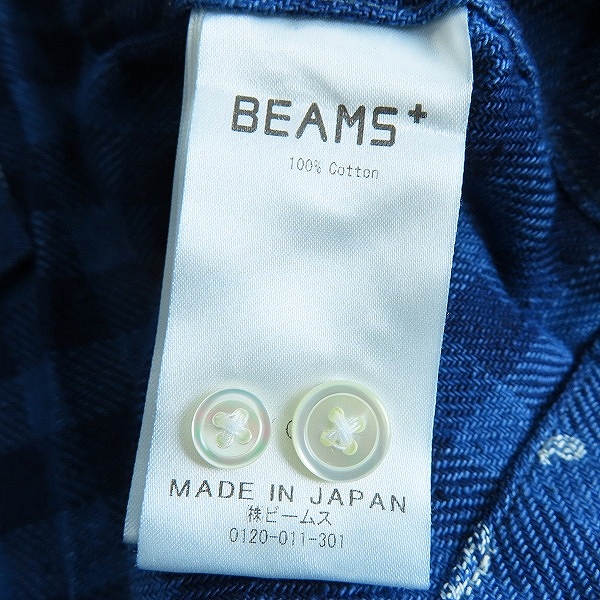 BEAMS+
100% Cotton
MADE IN JAPAN
㈱ビームス
0120-011-301